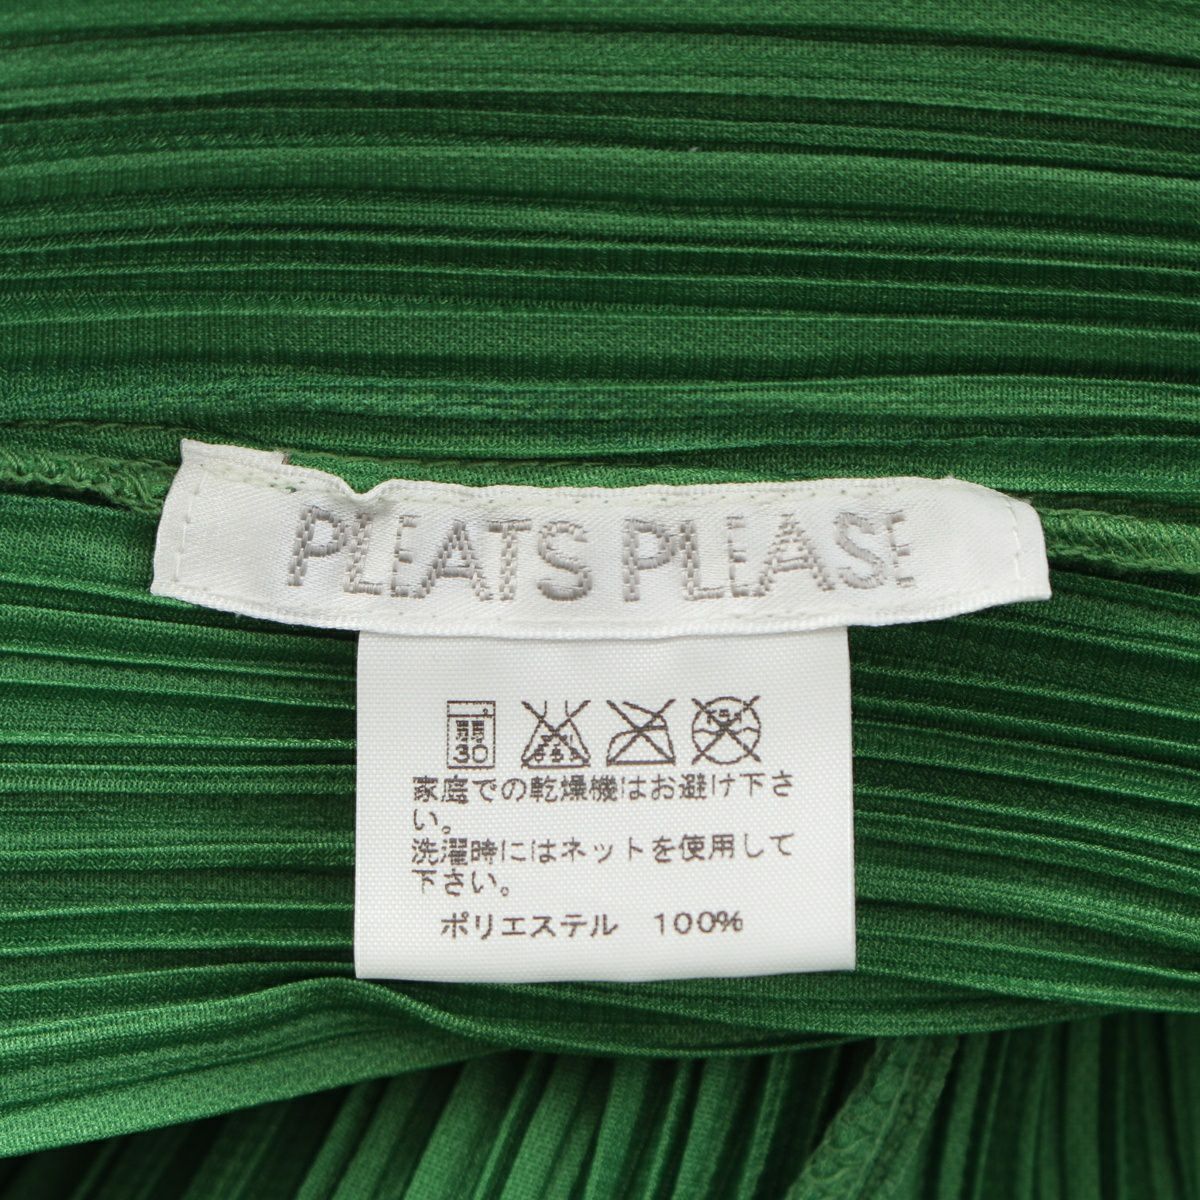 PLEATS PLEASE
弱
30
家庭での乾燥機はお避け下さ
い。
洗濯時にはネットを使用して
下さい。
ポリエステル 100%